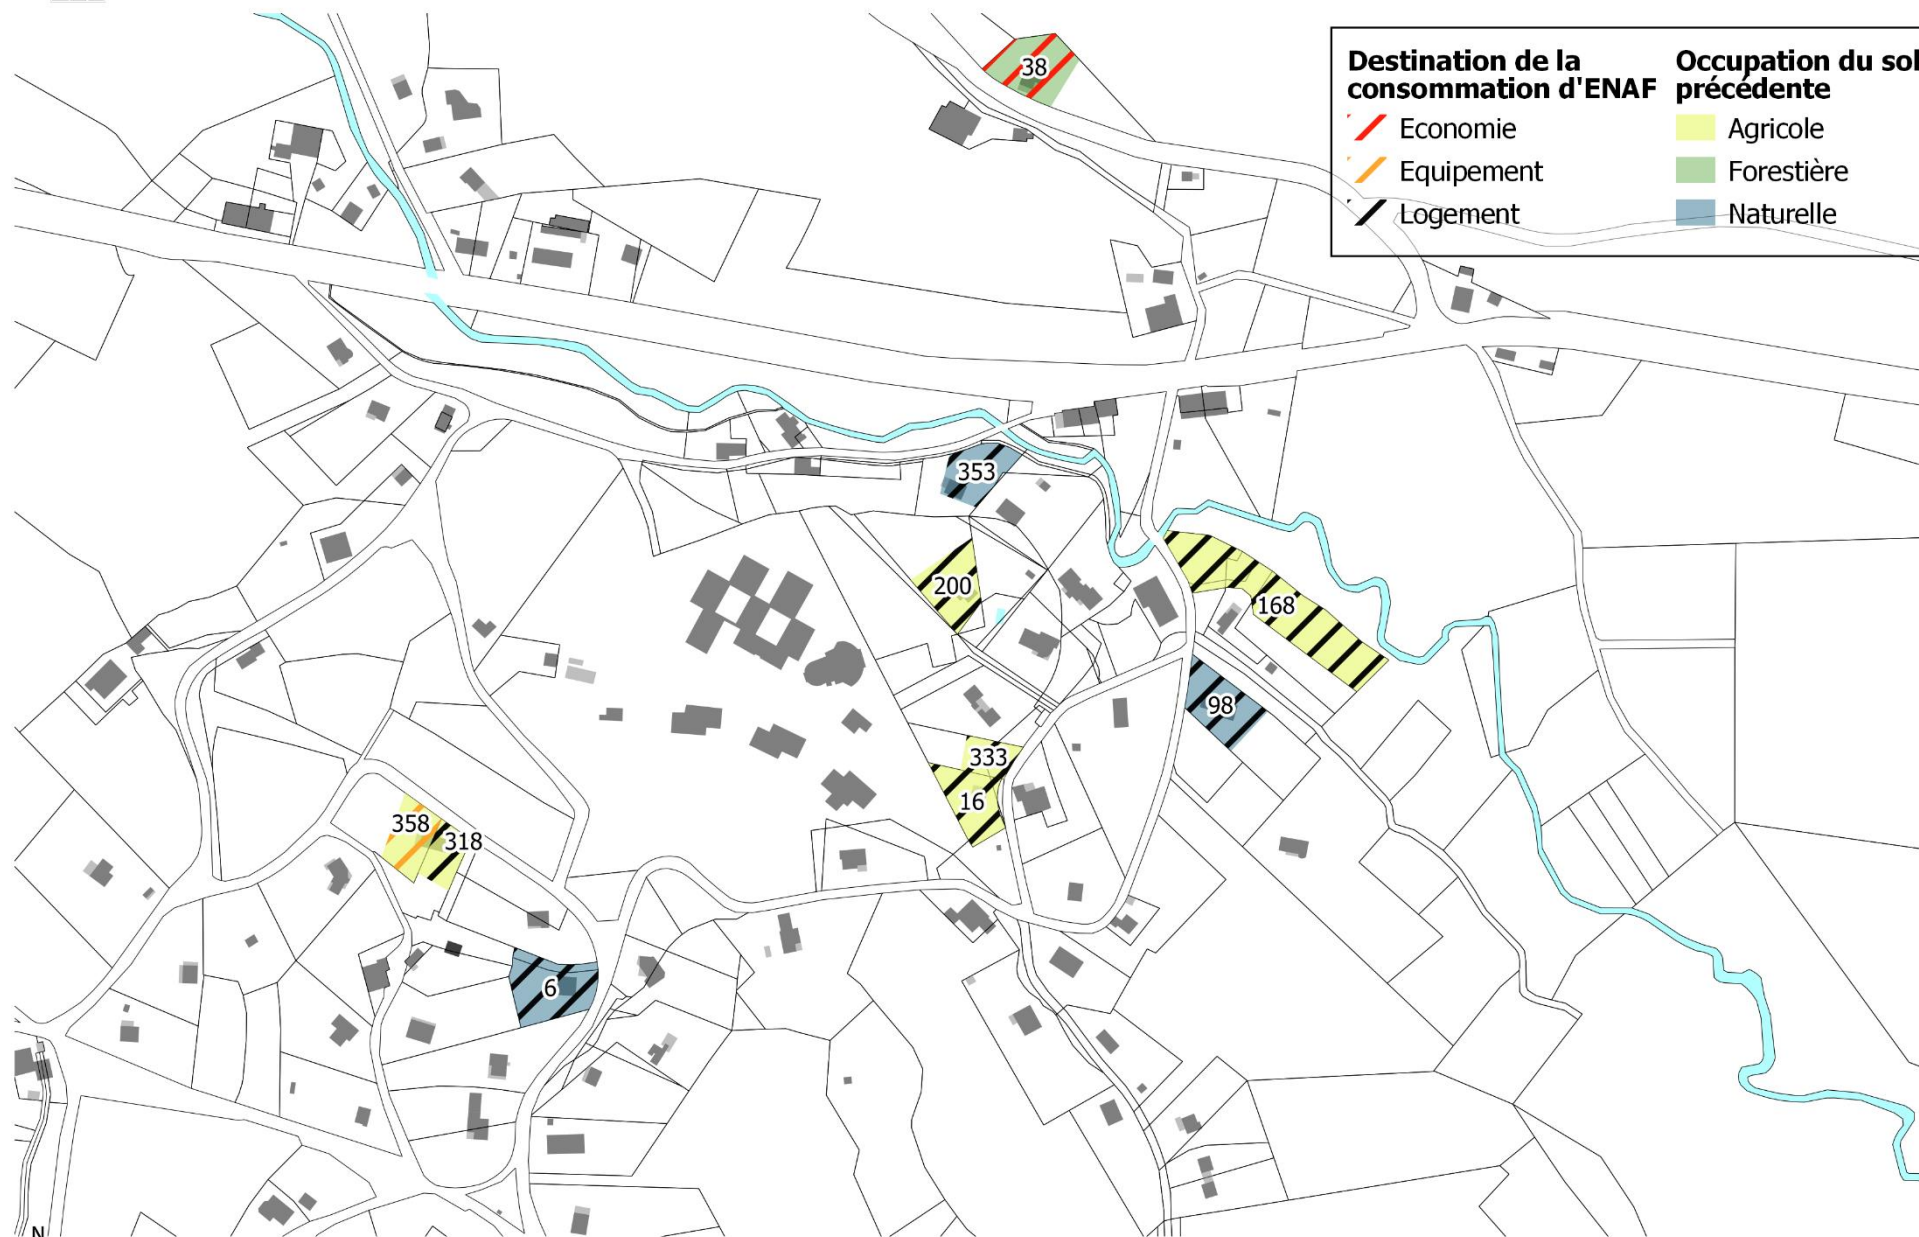 Destination de la
consommation d'ENAF
Economie
Equipement
Logement
Occupation du sol
précédente
Agricole
Forestière
Naturelle
38
353
200
168
98
333
16
358
318
6
N